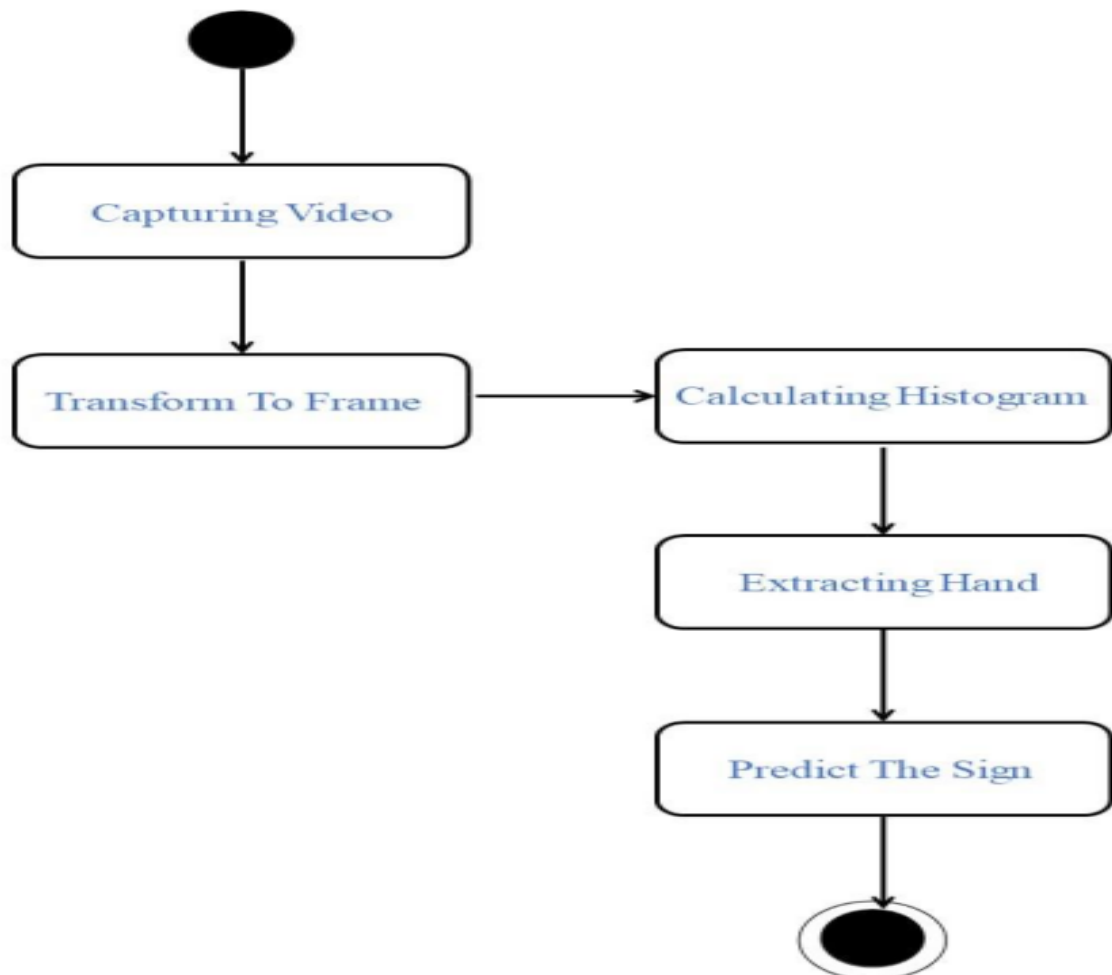 Capturing Video
Transform To Frame
Calculating Histogram
Extracting Hand
Predict The Sign